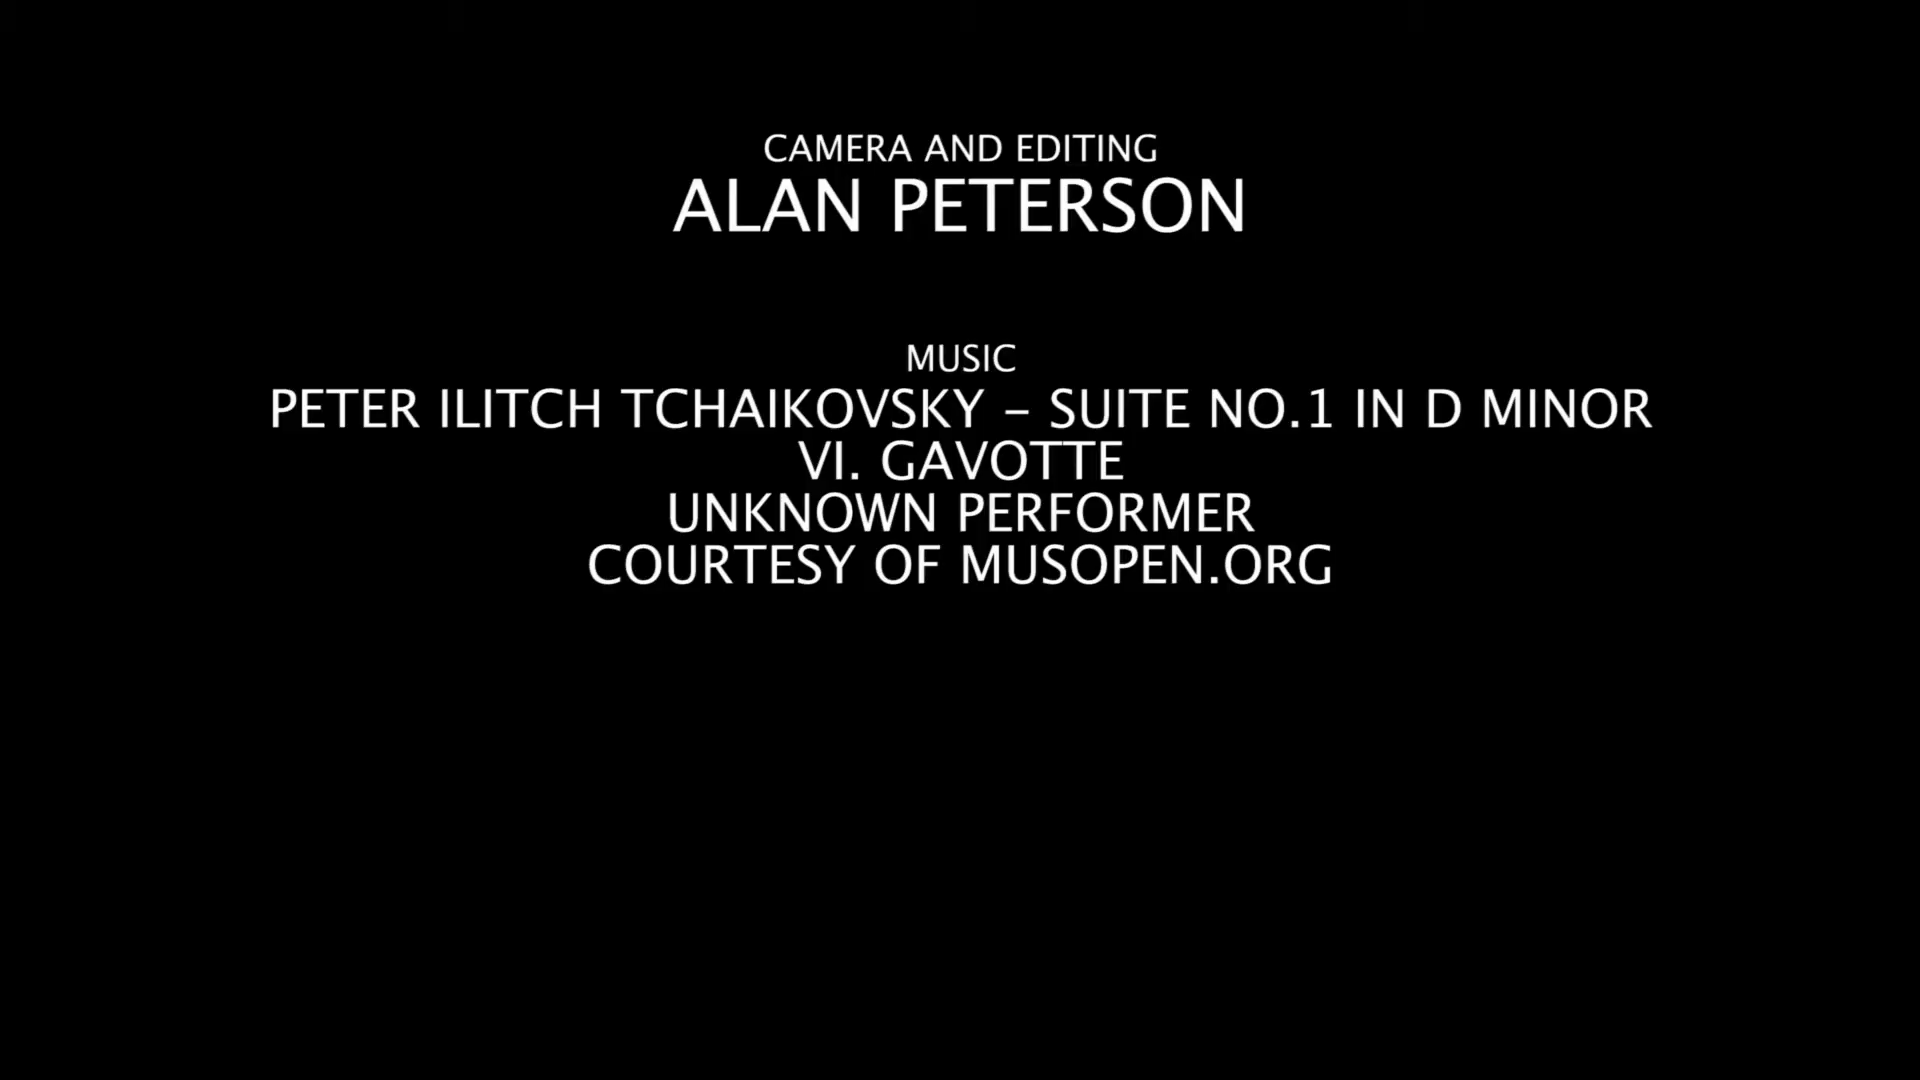 CAMERA AND EDITING
ALAN PETERSON
MUSIC
PETER ILITCH TCHAIKOVSKY – SUITE NO.1 IN D MINOR
VI. GAVOTTE
UNKNOWN PERFORMER
COURTESY OF MUSOPEN.ORG